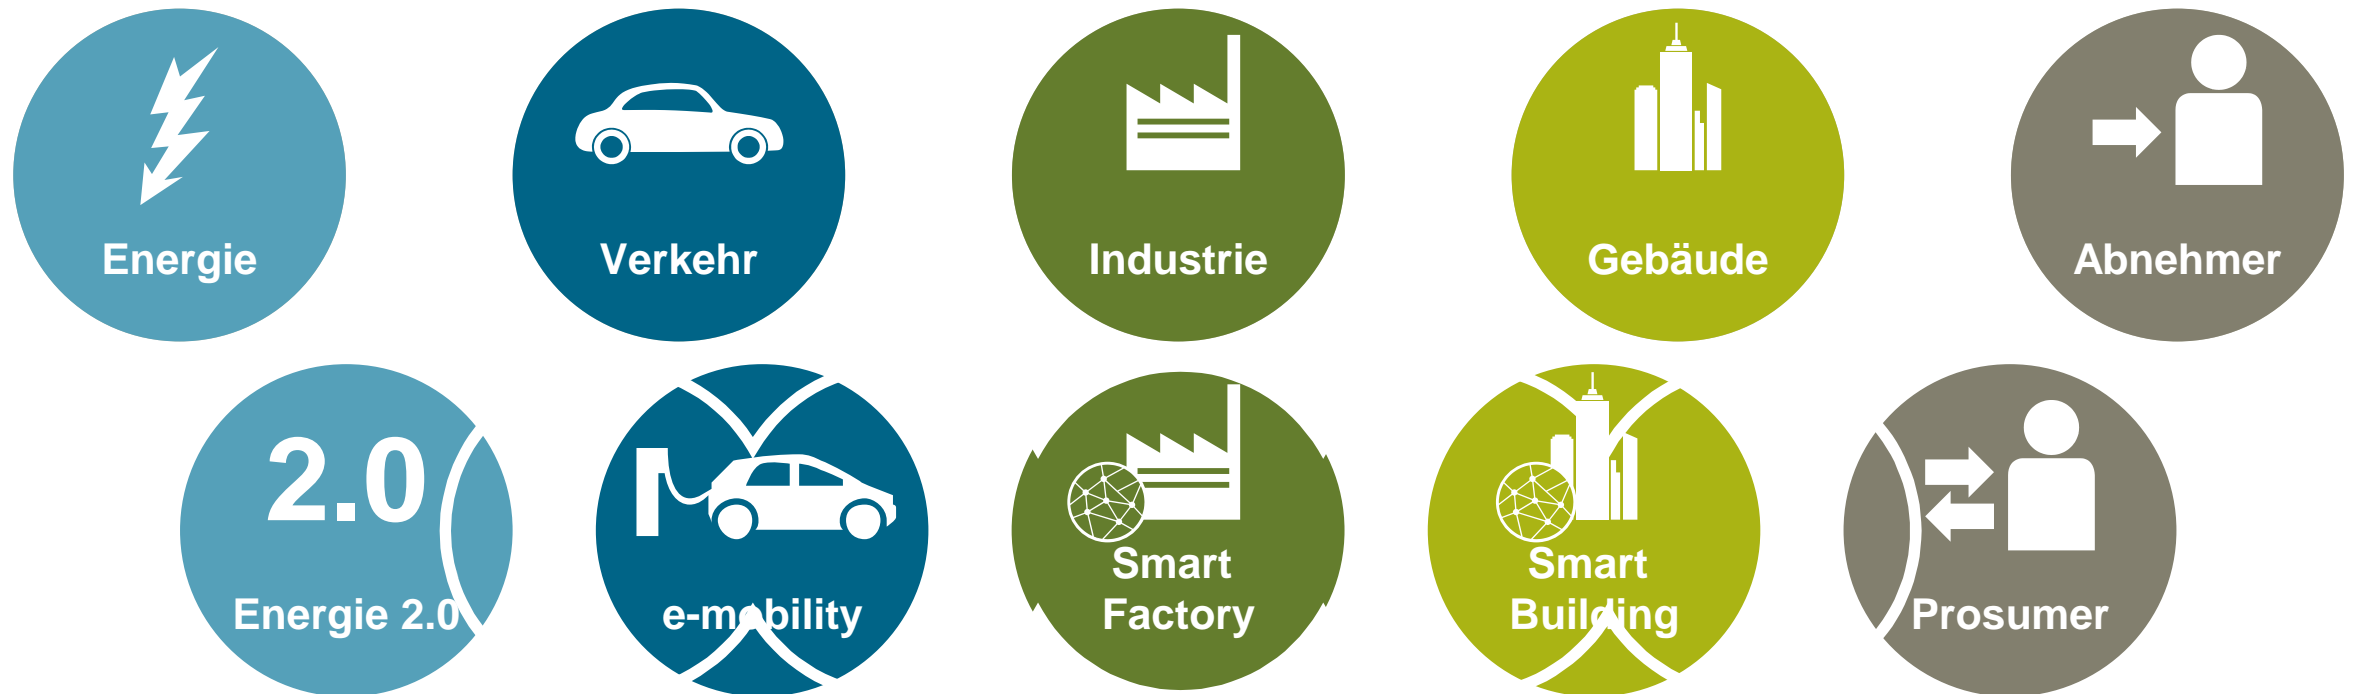 Energie
Verkehr
Industrie
Gebäude
Abnehmer
2.0
Energie 2.0
e-mobility
Smart
Factory
Smart
Building
Prosumer